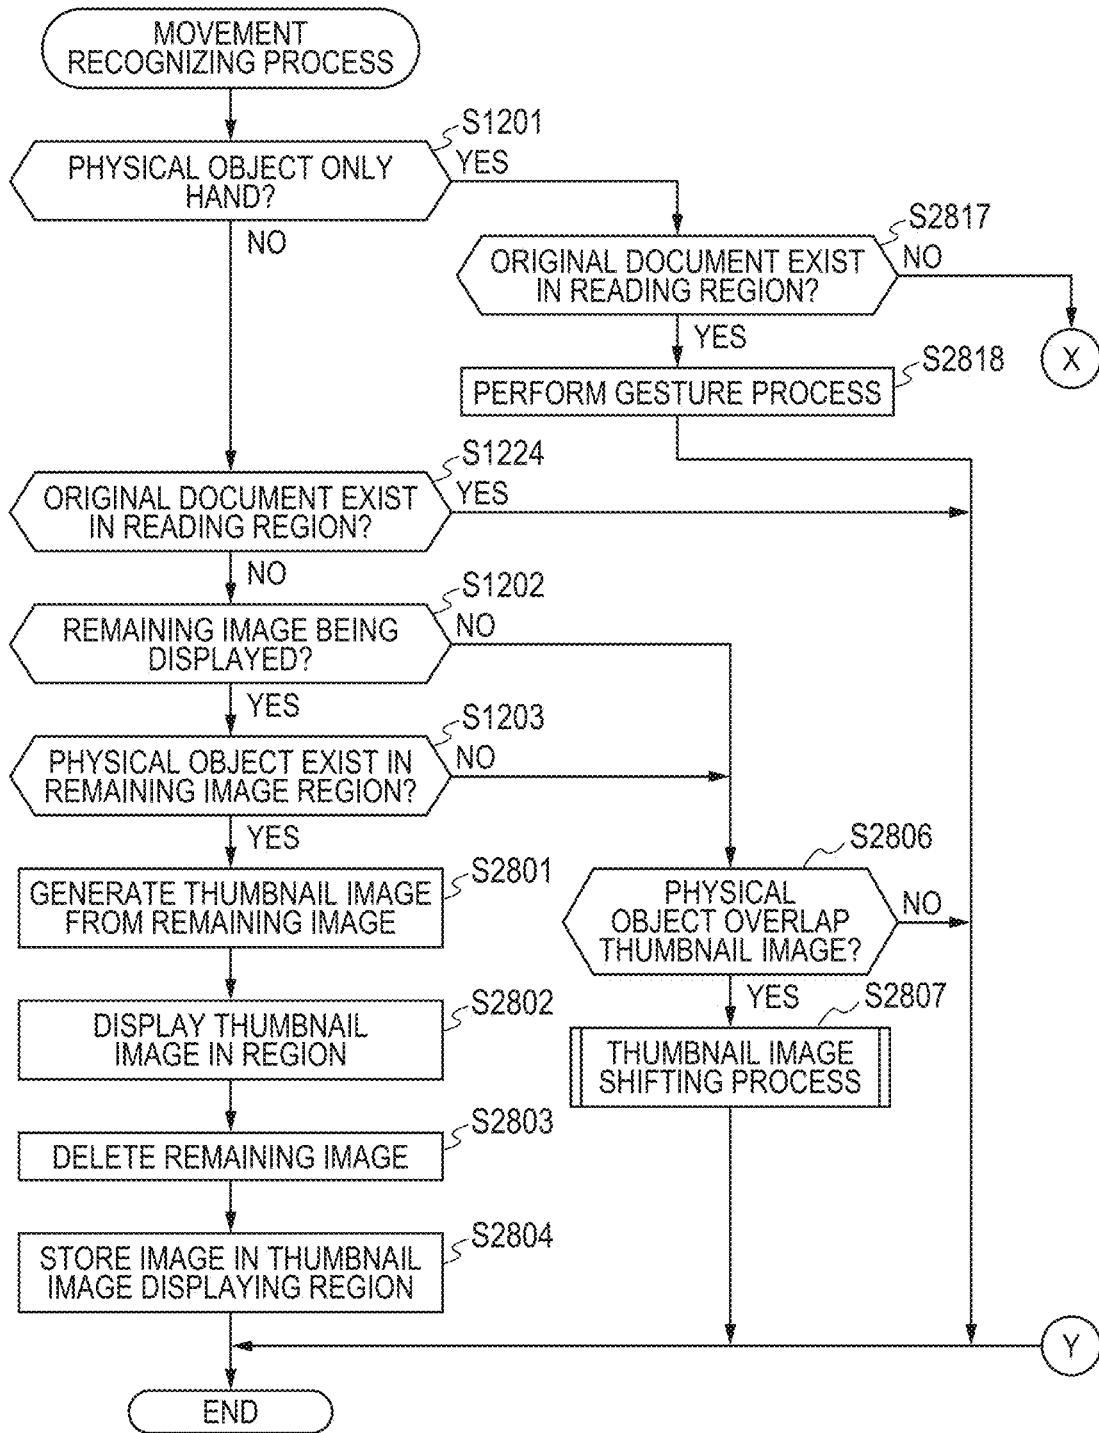 MOVEMENT
RECOGNIZING PROCESS
S1201
PHYSICAL OBJECT ONLY
HAND?
YES
NO
S2817
ORIGINAL DOCUMENT EXIST
IN READING REGION?
NO
YES
X
S2818
PERFORM GESTURE PROCESS
S1224
ORIGINAL DOCUMENT EXIST
IN READING REGION?
YES
NO
S1202
REMAINING IMAGE BEING
DISPLAYED?
NO
YES
S1203
PHYSICAL OBJECT EXIST IN
REMAINING IMAGE REGION?
NO
YES
S2806
PHYSICAL
OBJECT OVERLAP
THUMBNAIL IMAGE?
NO
YES
S2801
GENERATE THUMBNAIL IMAGE
FROM REMAINING IMAGE
S2807
THUMBNAIL IMAGE
SHIFTING PROCESS
S2802
DISPLAY THUMBNAIL
IMAGE IN REGION
S2803
DELETE REMAINING IMAGE
S2804
STORE IMAGE IN THUMBNAIL
IMAGE DISPLAYING REGION
Y
END